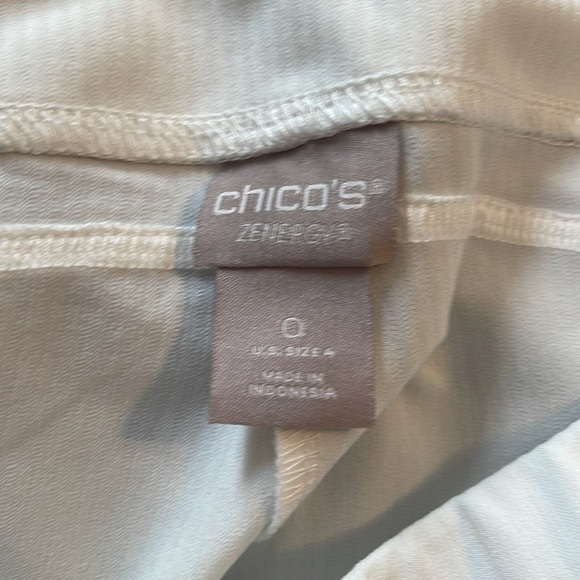 chico's®
ZENERGY®
0
U.S. SIZE 4
MADE IN
INDONESIA